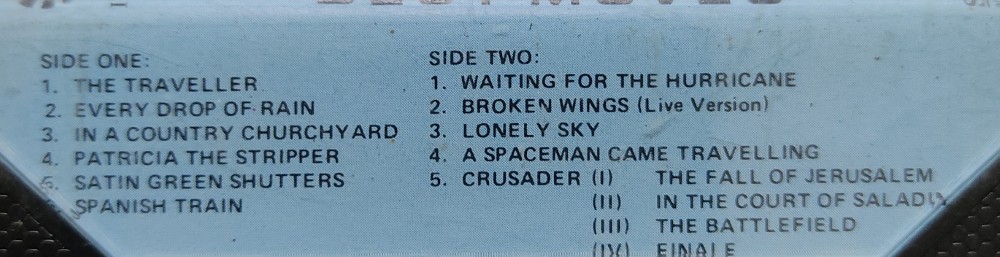 SIDE ONE:
1. THE TRAVELLER
2. EVERY DROP OF RAIN
3. IN A COUNTRY CHURCHYARD
4. PATRICIA THE STRIPPER
5. SATIN GREEN SHUTTERS
SPANISH TRAIN
SIDE TWO:
1. WAITING FOR THE HURRICANE
2. BROKEN WINGS (Live Version)
3. LONELY SKY
4. A SPACEMAN CAME TRAVELLING
5. CRUSADER (I) THE FALL OF JERUSALEM
(II) IN THE COURT OF SALADIN
(III) THE BATTLEFIELD
(IV) FINALE